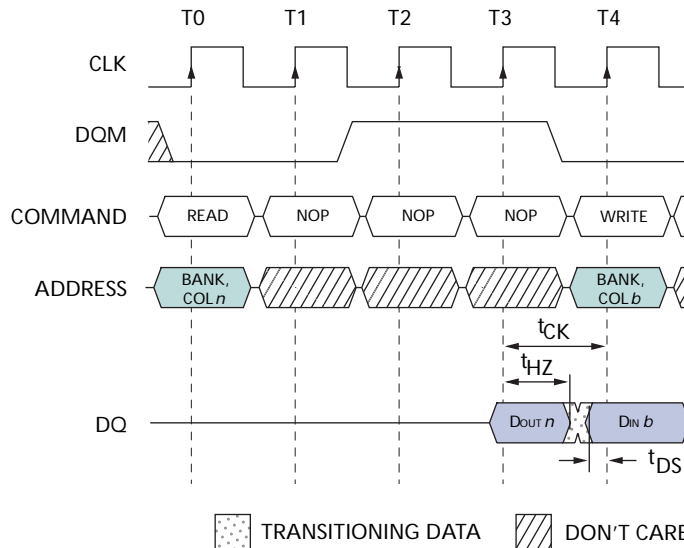 T0 T1 T2 T3 T4
CLK
DQM
COMMAND READ NOP NOP NOP WRITE
ADDRESS BANK, COL n BANK, COL b
tCK
tHZ
DQ DOUT n DIN b
tDS
TRANSITIONING DATA DON'T CARE